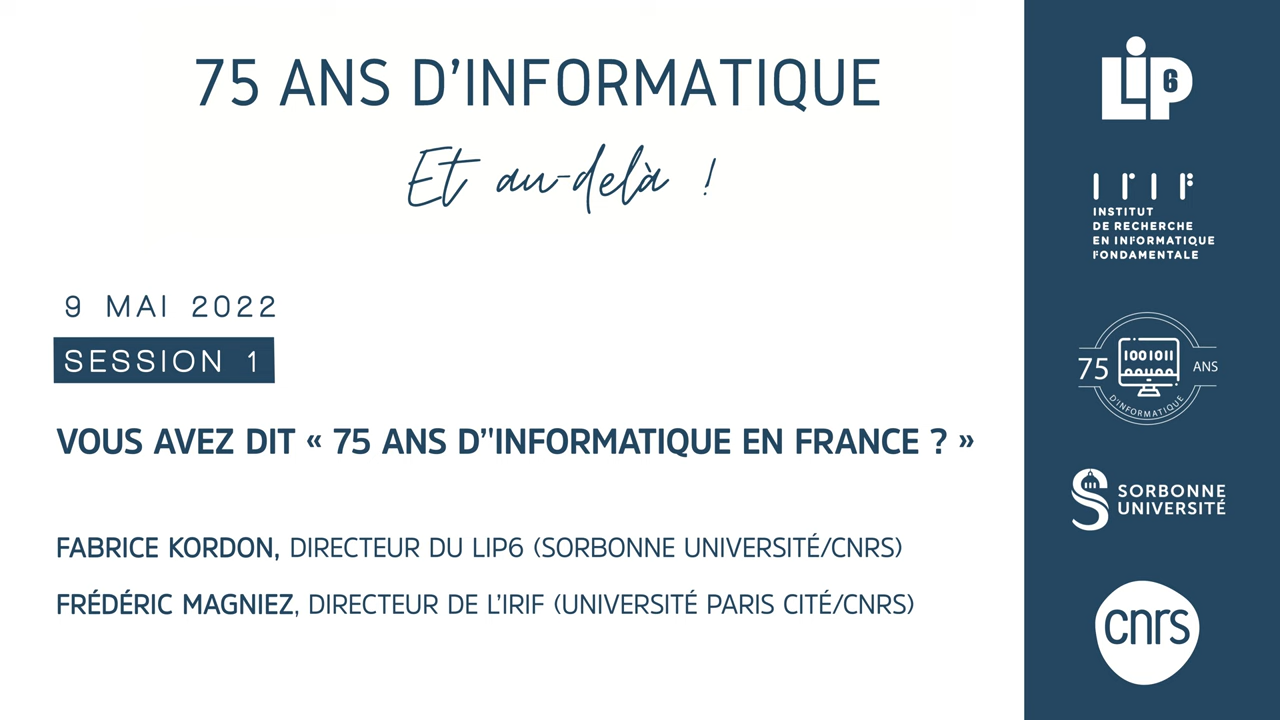 75 ANS D’INFORMATIQUE
Et au-delà !
9 MAI 2022
SESSION 1
VOUS AVEZ DIT « 75 ANS D"INFORMATIQUE EN FRANCE ? »
FABRICE KORDON, DIRECTEUR DU LIP6 (SORBONNE UNIVERSITÉ/CNRS)
FRÉDÉRIC MAGNIEZ, DIRECTEUR DE L’IRIF (UNIVERSITÉ PARIS CITÉ/CNRS)
LiP6
IRIF
INSTITUT
DE RECHERCHE
EN INFORMATIQUE
FONDAMENTALE
1001011
75 ANS
D'INFORMATIQUE
SORBONNE
UNIVERSITÉ
cnrs